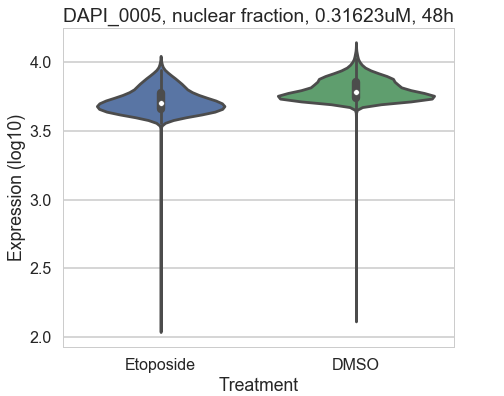 DAPI_0005, nuclear fraction, 0.31623uM, 48h
4.0
3.5
3.0
2.5
2.0
Expression (log10)
Etoposide
DMSO
Treatment